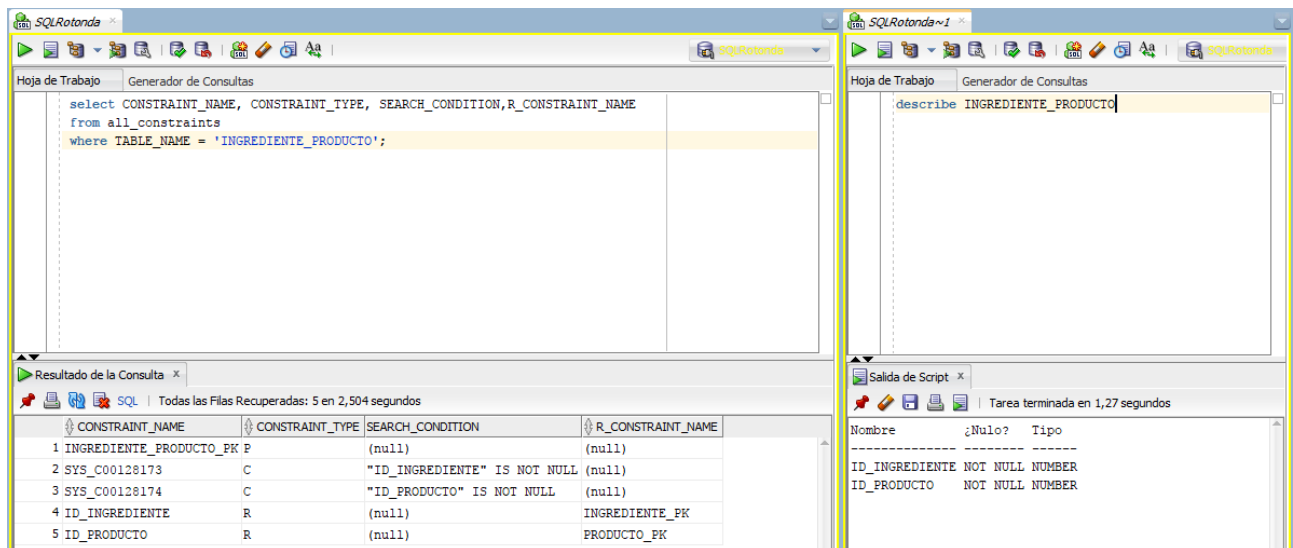 SQLRotonda
SQLRotonda
Hoja de Trabajo Generador de Consultas
select CONSTRAINT_NAME, CONSTRAINT_TYPE, SEARCH_CONDITION,R_CONSTRAINT_NAME
from all_constraints
where TABLE_NAME = 'INGREDIENTE_PRODUCTO';
Resultado de la Consulta x
SQL | Todas las Filas Recuperadas: 5 en 2,504 segundos
CONSTRAINT_NAME CONSTRAINT_TYPE SEARCH_CONDITION R_CONSTRAINT_NAME
1 INGREDIENTE_PRODUCTO_PK P (null) (null)
2 SYS_C00128173 C "ID_INGREDIENTE" IS NOT NULL (null)
3 SYS_C00128174 C "ID_PRODUCTO" IS NOT NULL (null)
4 ID_INGREDIENTE R (null) INGREDIENTE_PK
5 ID_PRODUCTO R (null) PRODUCTO_PK
SQLRotonda~1
SQLRotonda
Hoja de Trabajo Generador de Consultas
describe INGREDIENTE_PRODUCTO
Salida de Script x
Tarea terminada en 1,27 segundos
Nombre ¿Nulo? Tipo
-------------- -------- ------
ID_INGREDIENTE NOT NULL NUMBER
ID_PRODUCTO NOT NULL NUMBER